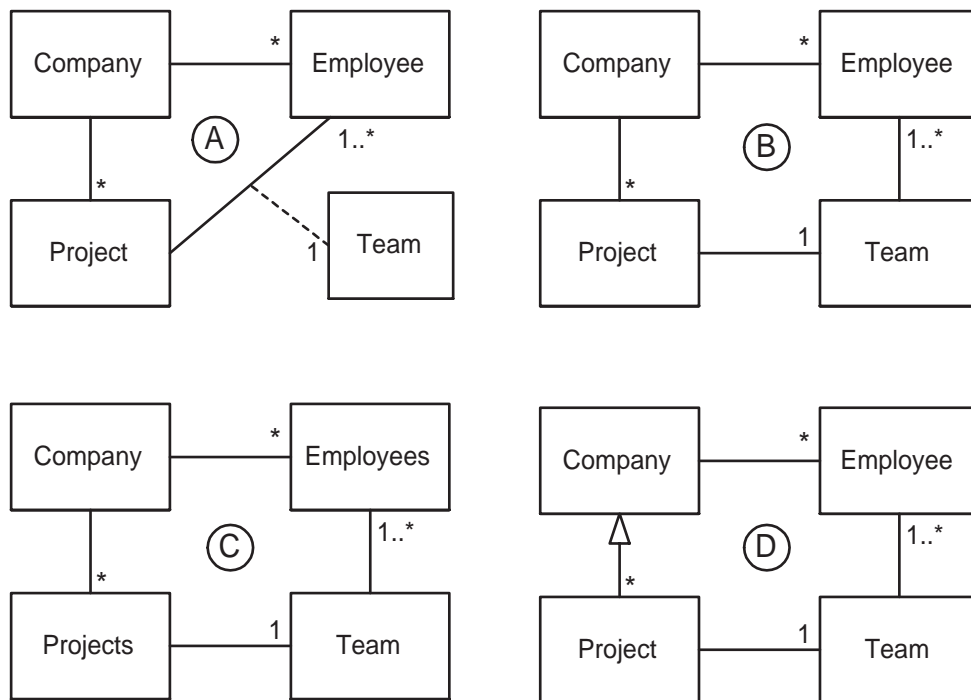 Company
*
Employee
A
1..*
*
Project
1
Team
Company
*
Employee
B
1..*
*
Project
1
Team
Company
*
Employees
C
1..*
*
Projects
1
Team
Company
*
Employee
D
1..*
*
Project
1
Team